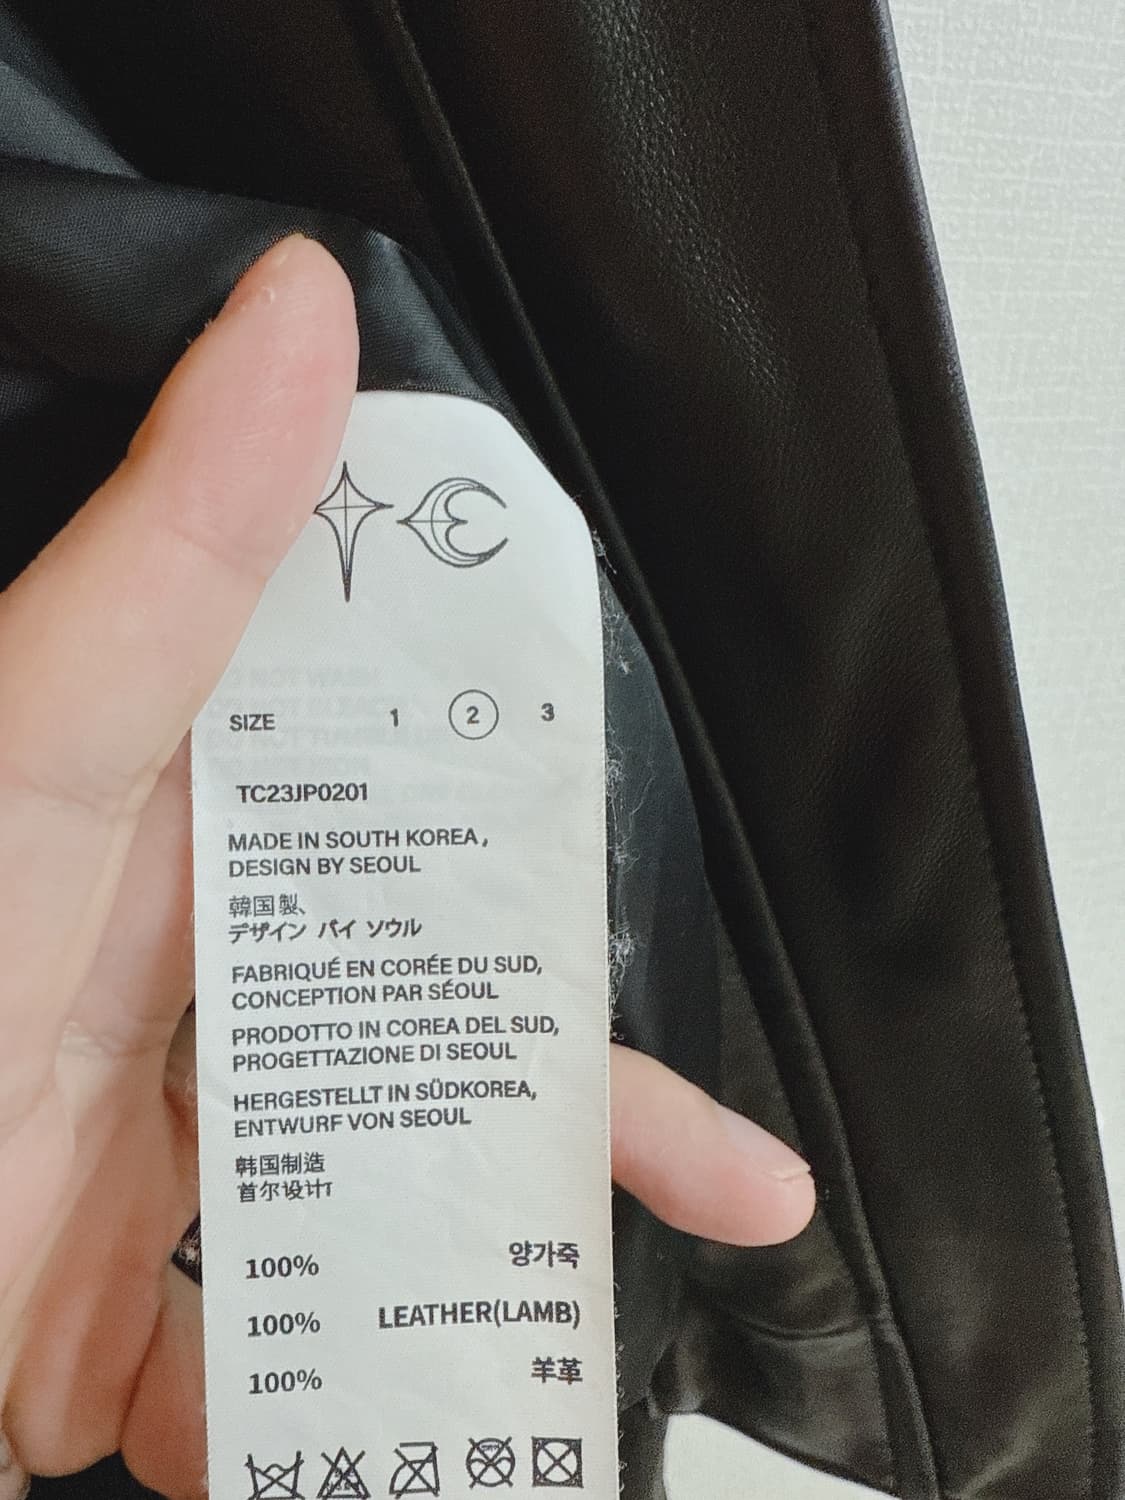 SIZE 1 2 3
TC23JP0201
MADE IN SOUTH KOREA,
DESIGN BY SEOUL
韓国製、
デザイン バイ ソウル
FABRIQUÉ EN CORÉE DU SUD,
CONCEPTION PAR SÉOUL
PRODOTTO IN COREA DEL SUD,
PROGETTAZIONE DI SEOUL
HERGESTELLT IN SÜDKOREA,
ENTWURF VON SEOUL
韩国制造
首尔设计т
100% 양가죽
100% LEATHER(LAMB)
100% 羊革